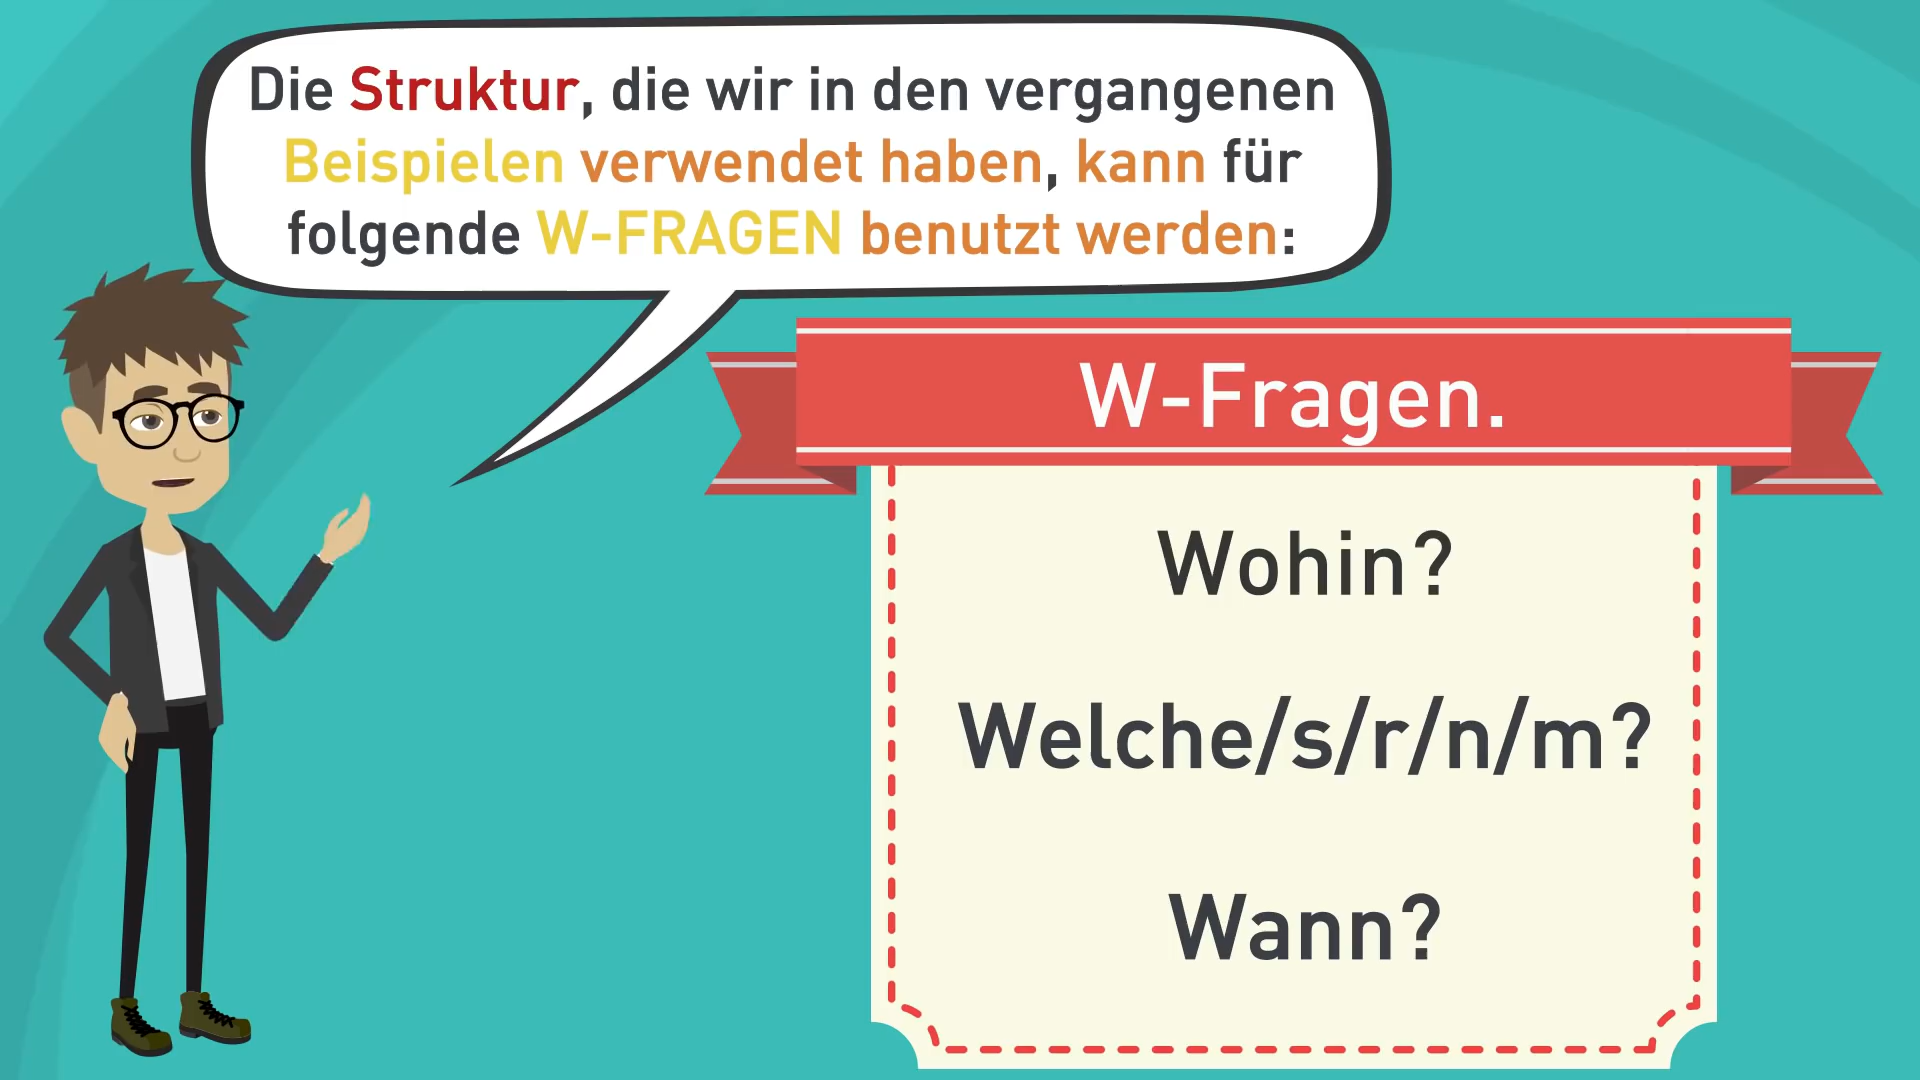 Die Struktur, die wir in den vergangenen
Beispielen verwendet haben, kann für
folgende W-FRAGEN benutzt werden:
W-Fragen.
Wohin?
Welche/s/r/n/m?
Wann?